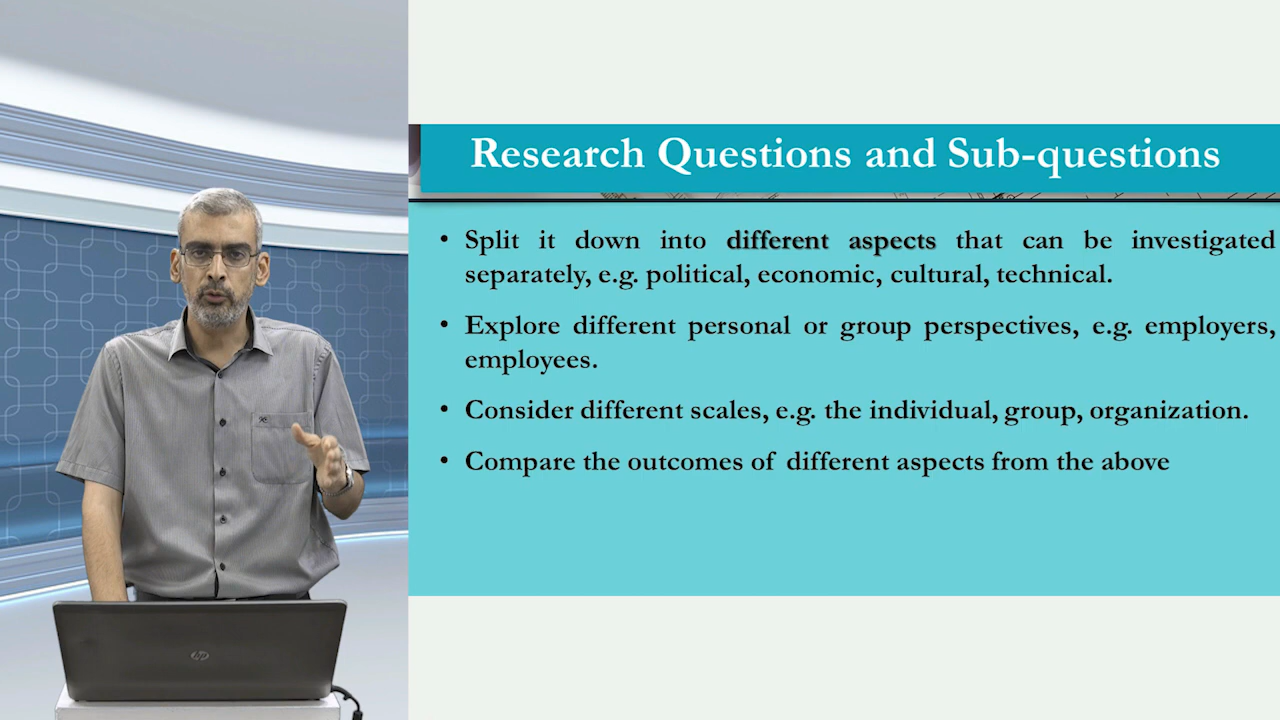 Research Questions and Sub-questions
• Split it down into different aspects that can be investigated
separately, e.g. political, economic, cultural, technical.
• Explore different personal or group perspectives, e.g. employers,
employees.
• Consider different scales, e.g. the individual, group, organization.
• Compare the outcomes of different aspects from the above
hp